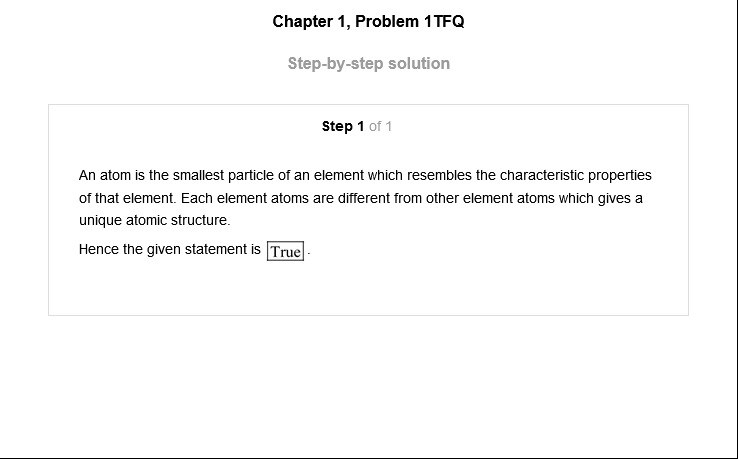 Chapter 1, Problem 1TFQ
Step-by-step solution
Step 1 of 1
An atom is the smallest particle of an element which resembles the characteristic properties
of that element. Each element atoms are different from other element atoms which gives a
unique atomic structure.
Hence the given statement is True .